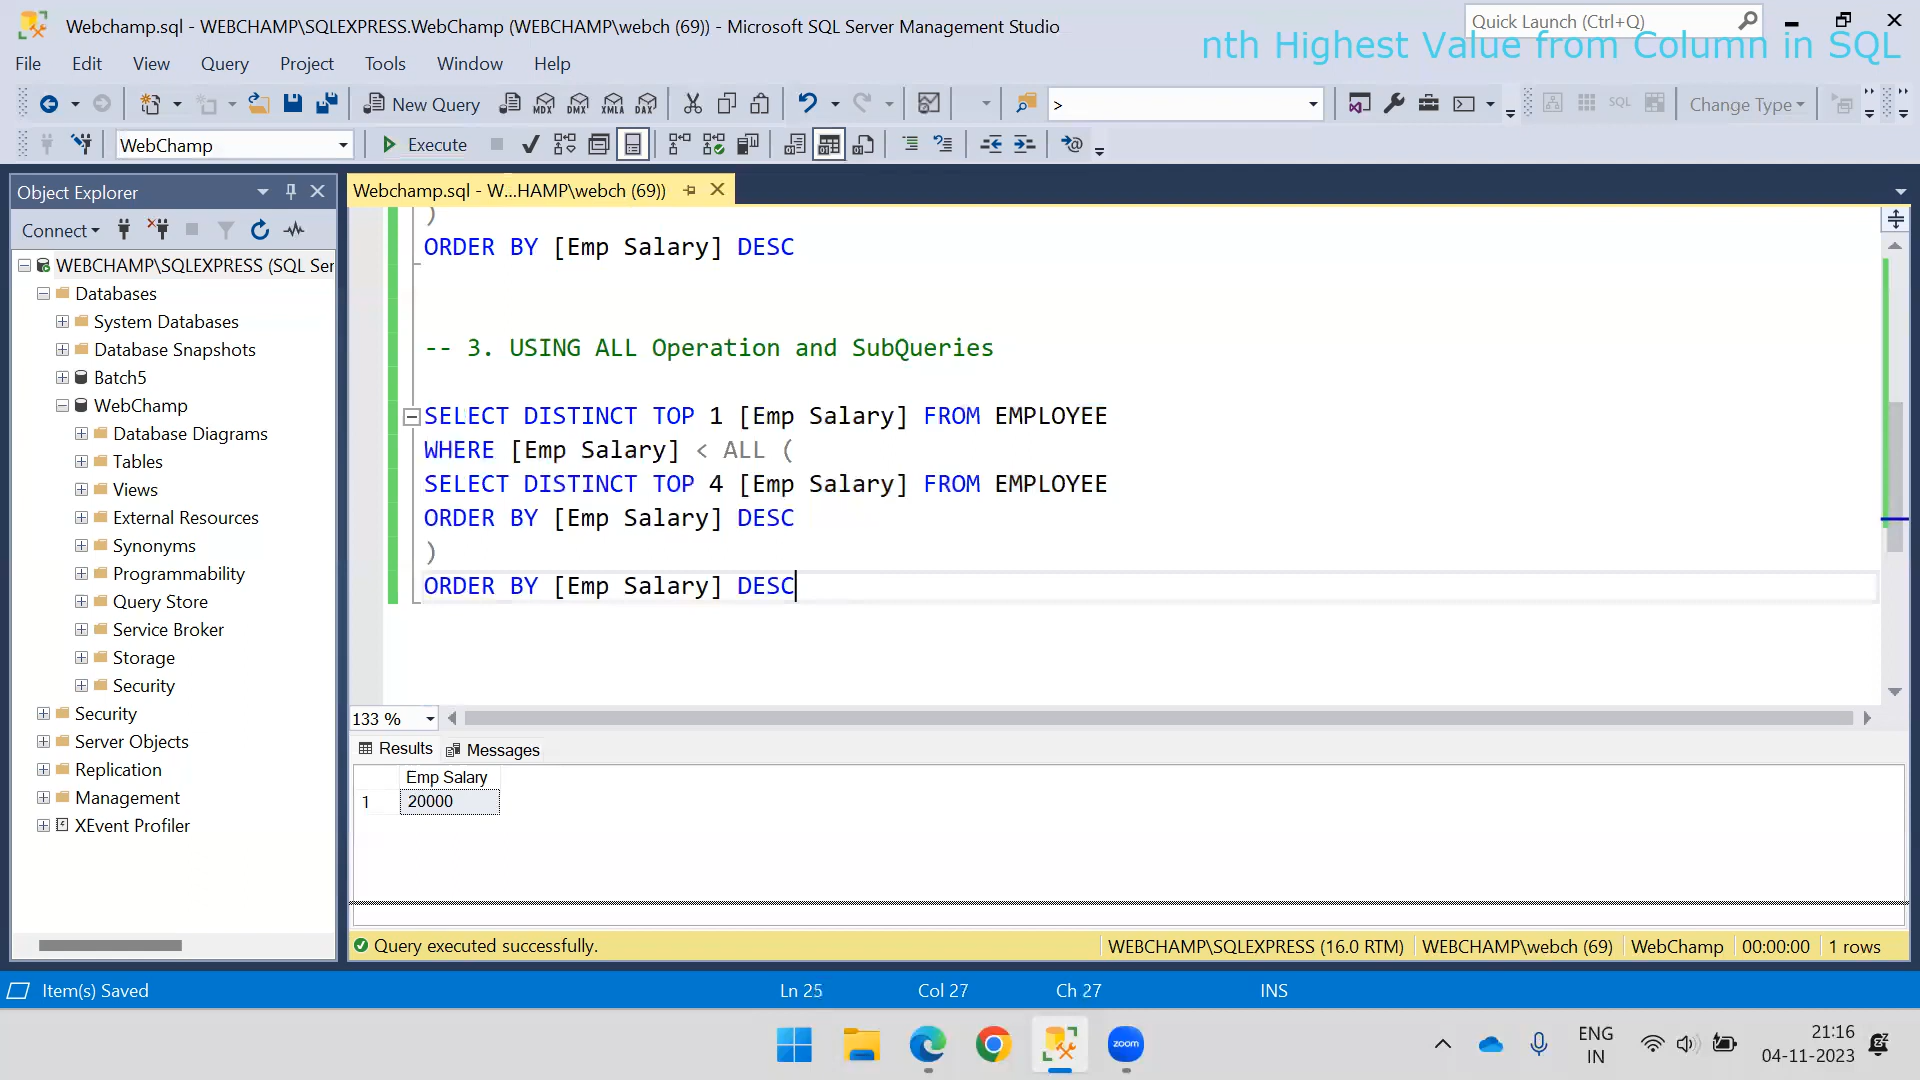 Webchamp.sql - WEBCHAMP\SQLEXPRESS.WebChamp (WEBCHAMP\webch (69)) - Microsoft SQL Server Management Studio
Quick Launch (Ctrl+Q)
nth Highest Value from Column in SQL
File Edit View Query Project Tools Window Help
New Query MDX DMX XMLA DAX > SQL Change Type
WebChamp Execute
Object Explorer
Webchamp.sql - W...HAMP\webch (69))
Connect
WEBCHAMP\SQLEXPRESS (SQL Ser
Databases
System Databases
Database Snapshots
Batch5
WebChamp
Database Diagrams
Tables
Views
External Resources
Synonyms
Programmability
Query Store
Service Broker
Storage
Security
Security
Server Objects
Replication
Management
XEvent Profiler
)
ORDER BY [Emp Salary] DESC
-- 3. USING ALL Operation and SubQueries
SELECT DISTINCT TOP 1 [Emp Salary] FROM EMPLOYEE
WHERE [Emp Salary] < ALL (
SELECT DISTINCT TOP 4 [Emp Salary] FROM EMPLOYEE
ORDER BY [Emp Salary] DESC
)
ORDER BY [Emp Salary] DESC
133 %
Results Messages
Emp Salary
1 20000
Query executed successfully. WEBCHAMP\SQLEXPRESS (16.0 RTM) WEBCHAMP\webch (69) WebChamp 00:00:00 1 rows
Item(s) Saved Ln 25 Col 27 Ch 27 INS
zoom
ENG
IN
21:16
04-11-2023